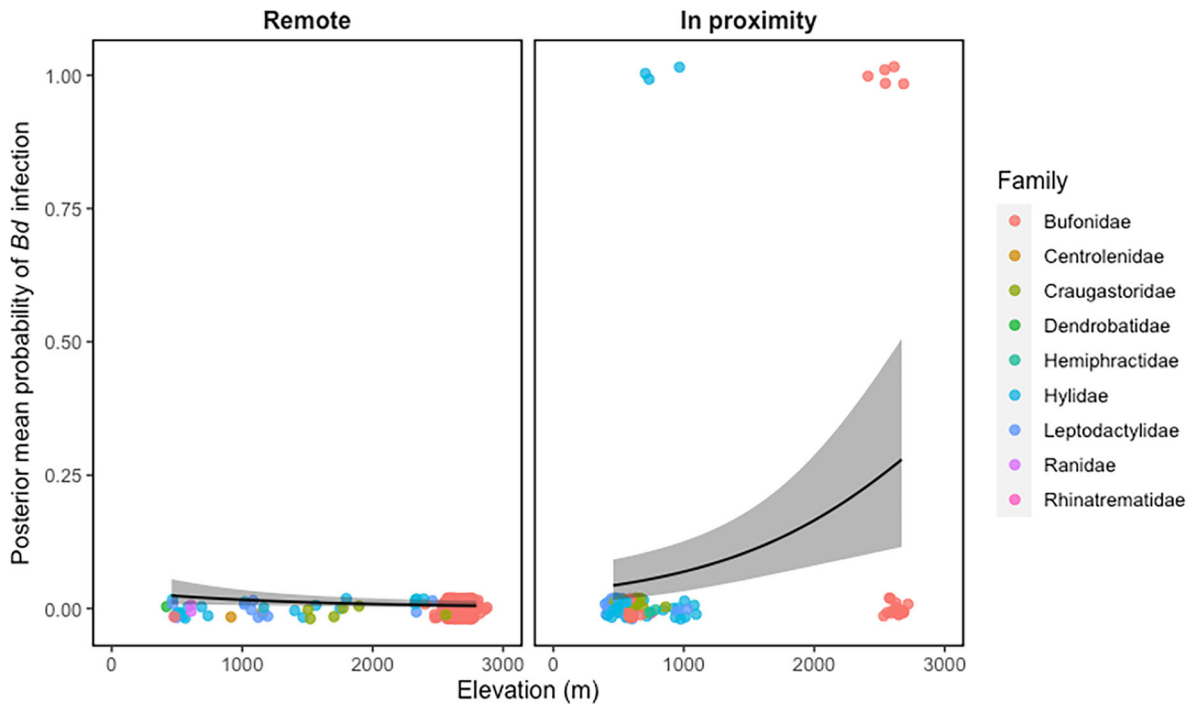 Remote
In proximity
Posterior mean probability of Bd infection
1.00
0.75
0.50
0.25
0.00
0
1000
2000
3000
0
1000
2000
3000
Elevation (m)
Family
Bufonidae
Centrolenidae
Craugastoridae
Dendrobatidae
Hemiphractidae
Hylidae
Leptodactylidae
Ranidae
Rhinatrematidae